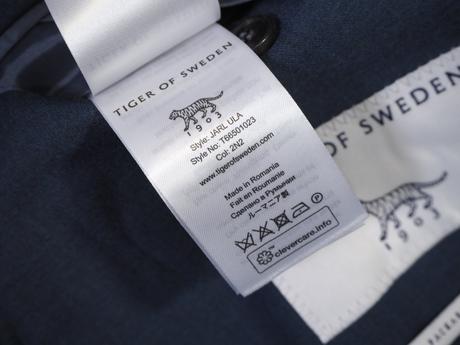 TIGER OF SWEDEN
1903
Style: JARL ULA
Style No: T66501023
Col: 2N2
www.tigerofsweden.com
Made in Romania
Fait en Roumanie
Сделано в Румынии
ルーマニア製
clevercare.info
TIGER OF SWEDEN
1903